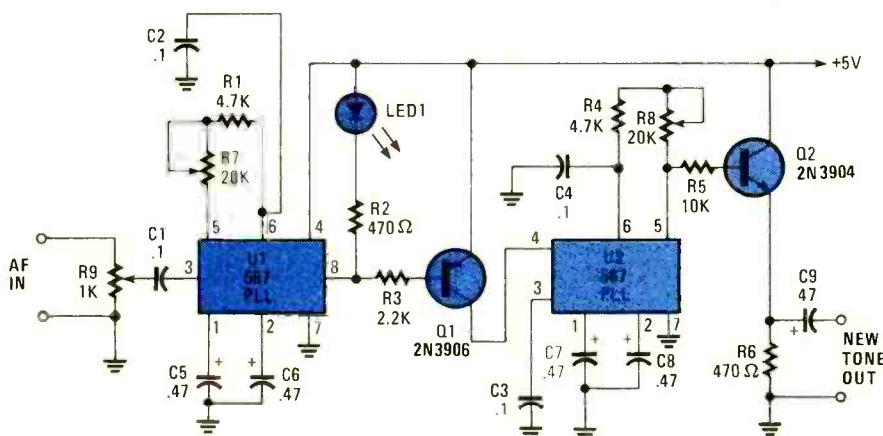 C2
.1
R1
4.7K
R7
20K
LED1
R2
470Ω
+5V
R4
4.7K
R8
20K
Q2
2N3904
C4
.1
R5
10K
5
6
4
6
5
AF
IN
R9
1K
C1
.1
3
U1
567
PLL
8
R3
2.2K
Q1
2N3906
4
3
U2
567
PLL
1
2
7
1
2
7
C5
.47
+
+
C6
.47
C3
.1
C7
.47
+
+
C8
.47
C9
47
+
R6
470Ω
NEW
TONE
OUT